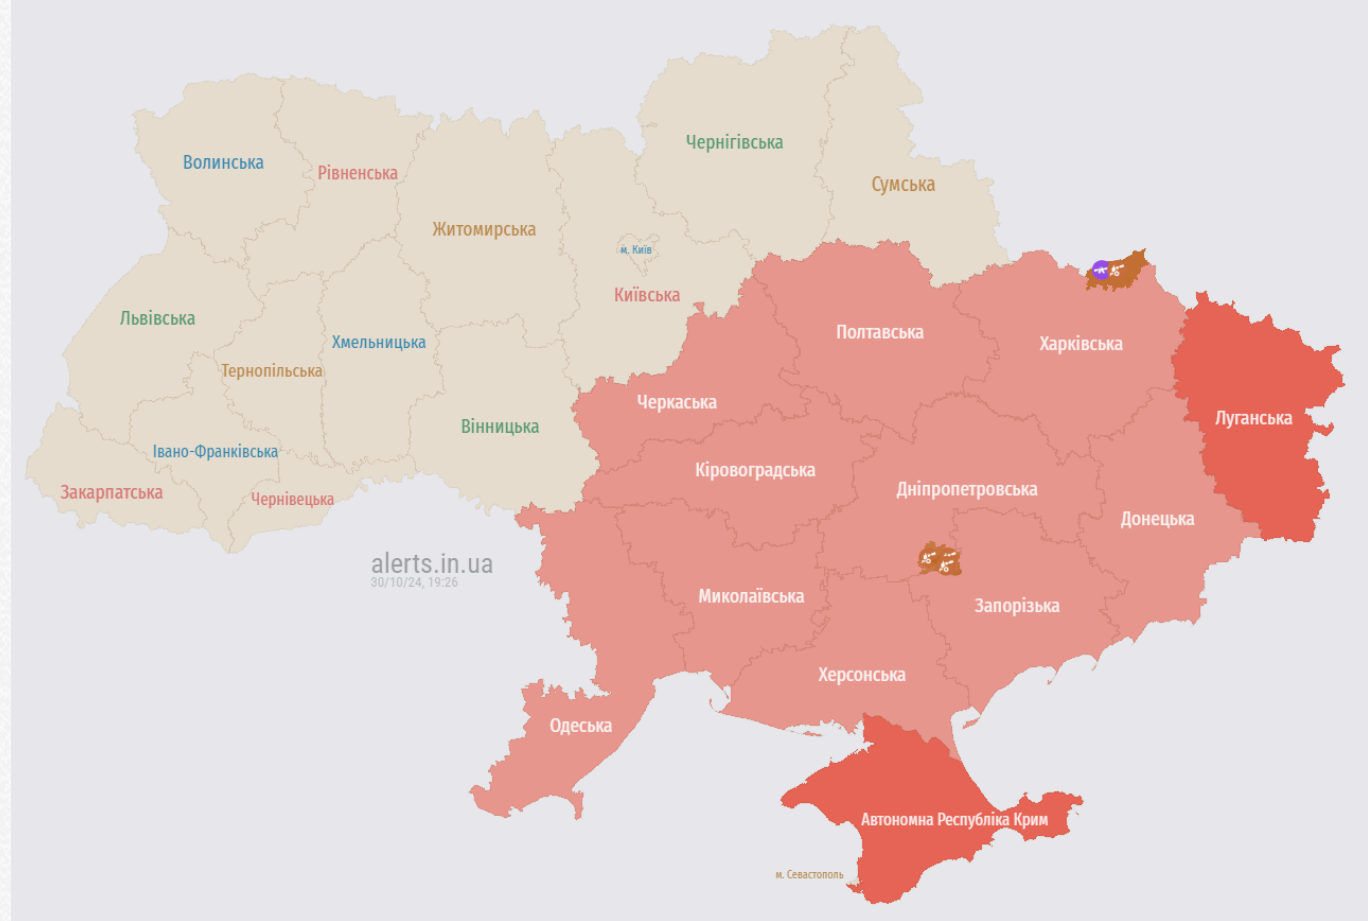 Чернігівська
Волинська
Рівненська
Сумська
Житомирська
м. Київ
Київська
Львівська
Полтавська
Хмельницька
Харківська
Тернопільська
Черкаська
Луганська
Вінницька
Івано-Франківська
Кіровоградська
Дніпропетровська
Закарпатська
Чернівецька
Донецька
alerts.in.ua
30/10/24, 19:26
Миколаївська
Запорізька
Херсонська
Одеська
Автономна Республіка Крим
м. Севастополь